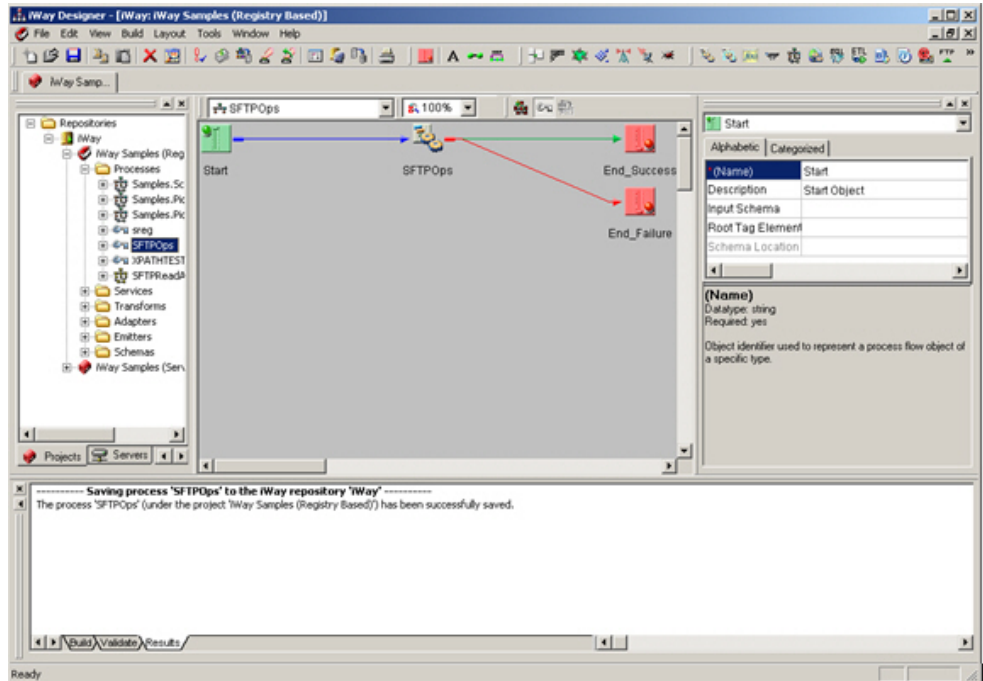 iWay Designer - [iWay: iWay Samples (Registry Based)]
File Edit View Build Layout Tools Window Help
FTP
iWay Samp...
SFTPOps
100%
Repositories
iWay
iWay Samples (Reg
Processes
Samples.Sc
Samples.Pic
Samples.Pic
sreg
SFTPOps
XPATHTEST
SFTPReadA
Services
Transforms
Adapters
Emitters
Schemas
iWay Samples (Serv
Projects Servers
Start
SFTPOps
End_Success
End_Failure
Start
Alphabetic Categorized
*(Name) Start
Description Start Object
Input Schema
Root Tag Element
Schema Location
(Name)
Datatype: string
Required: yes
Object identifier used to represent a process flow object of
a specific type.
---------- Saving process 'SFTPOps' to the iWay repository 'iWay' ----------
The process 'SFTPOps' (under the project 'iWay Samples (Registry Based)') has been successfully saved.
Build Validate Results
Ready